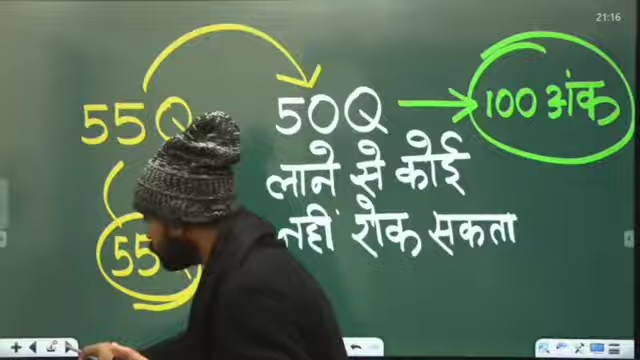 21:16
55Q 50Q → 100 अंक
लाने से कोई
नहीं रोक सकता
55